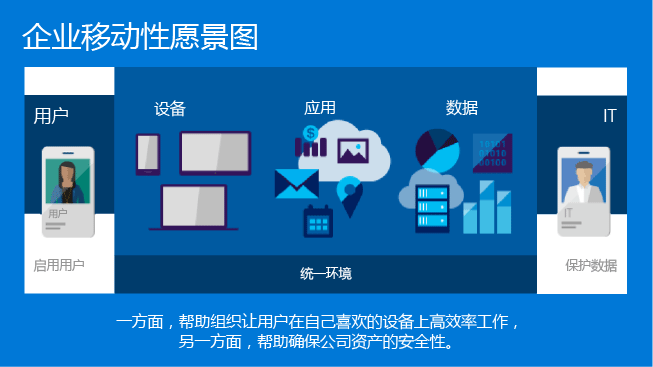 企业移动性愿景图
用户
设备
应用
数据
IT
$
101101
01010
00100
用户
IT
启用用户
保护数据
统一环境
一方面，帮助组织让用户在自己喜欢的设备上高效率工作，
另一方面，帮助确保公司资产的安全性。